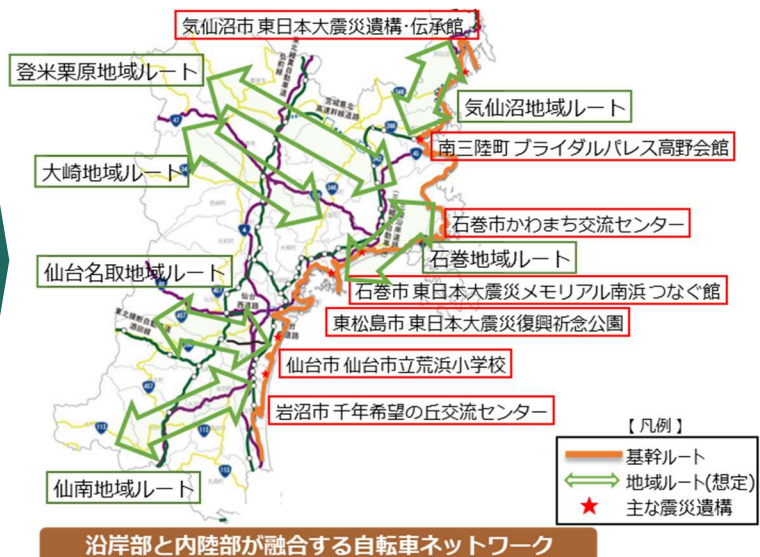 気仙沼市 東日本大震災遺構・伝承館
登米栗原地域ルート
気仙沼地域ルート
南三陸町 ブライダルパレス高野会館
大崎地域ルート
石巻市かわまち交流センター
石巻地域ルート
仙台名取地域ルート
石巻市 東日本大震災メモリアル南浜 つなぐ館
東松島市 東日本大震災復興祈念公園
仙台市 仙台市立荒浜小学校
岩沼市 千年希望の丘交流センター
仙南地域ルート
47
346
113
113
113
457
【 凡例 】
基幹ルート
地域ルート(想定)
主な震災遺構
沿岸部と内陸部が融合する自転車ネットワーク